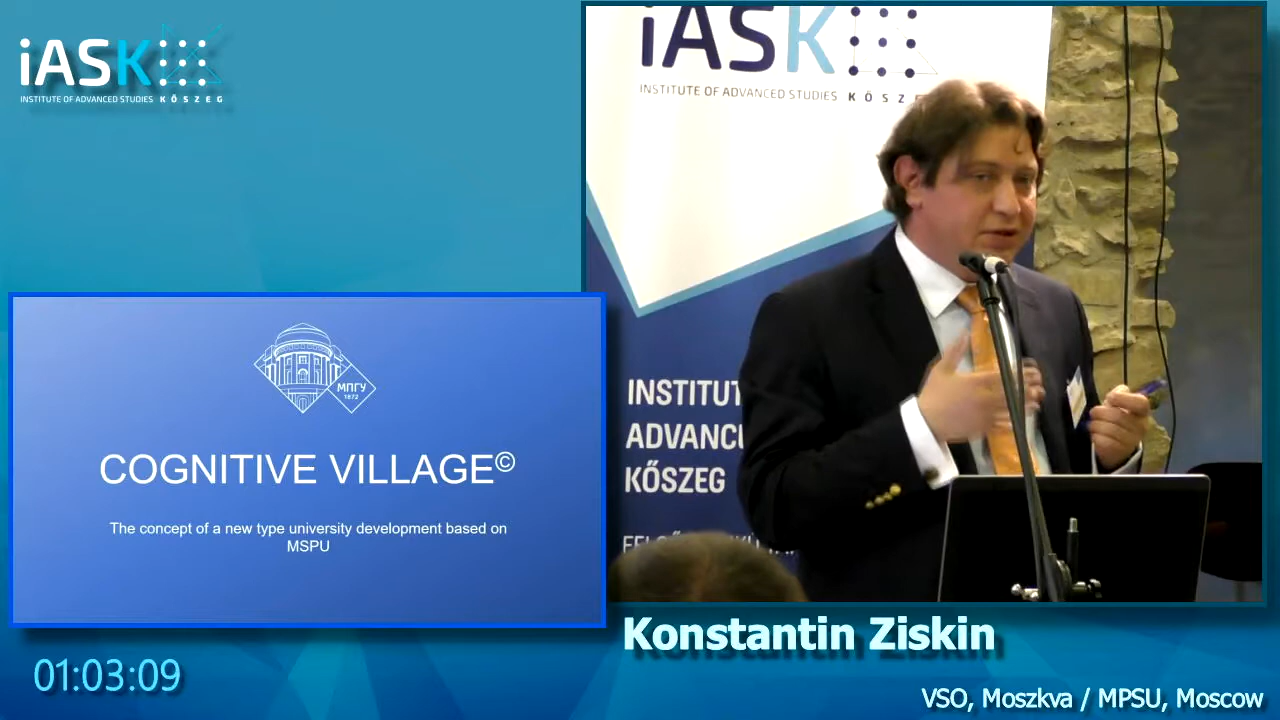 iASK
INSTITUTE OF ADVANCED STUDIES KŐSZEG
iASK
INSTITUTE OF ADVANCED STUDIES KŐSZE
INSTITUT
ADVANC
KŐSZEG
МПГУ
1872
COGNITIVE VILLAGE©
The concept of a new type university development based on
MSPU
Konstantin Ziskin
01:03:09
VSO, Moszkva / MPSU, Moscow